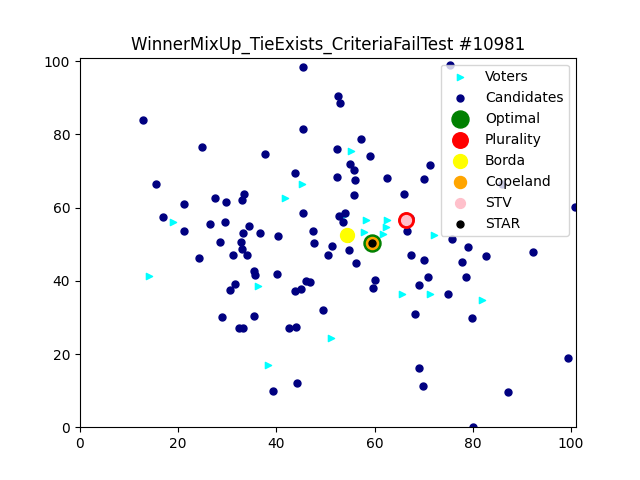 WinnerMixUp_TieExists_CriteriaFailTest #10981
100
80
60
40
20
0
0 20 40 60 80 100
Voters
Candidates
Optimal
Plurality
Borda
Copeland
STV
STAR